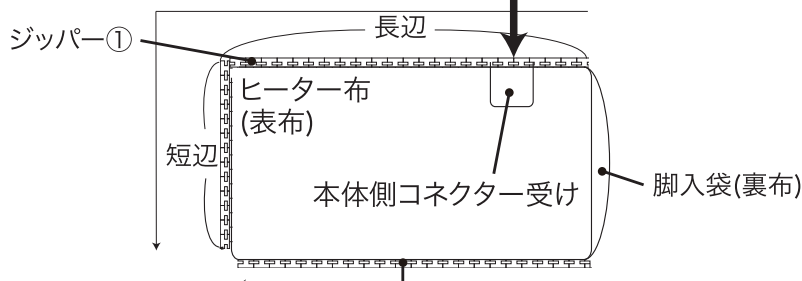 長辺
ジッパー①
ヒーター布
(表布)
短辺
本体側コネクター受け
脚入袋(裏布)